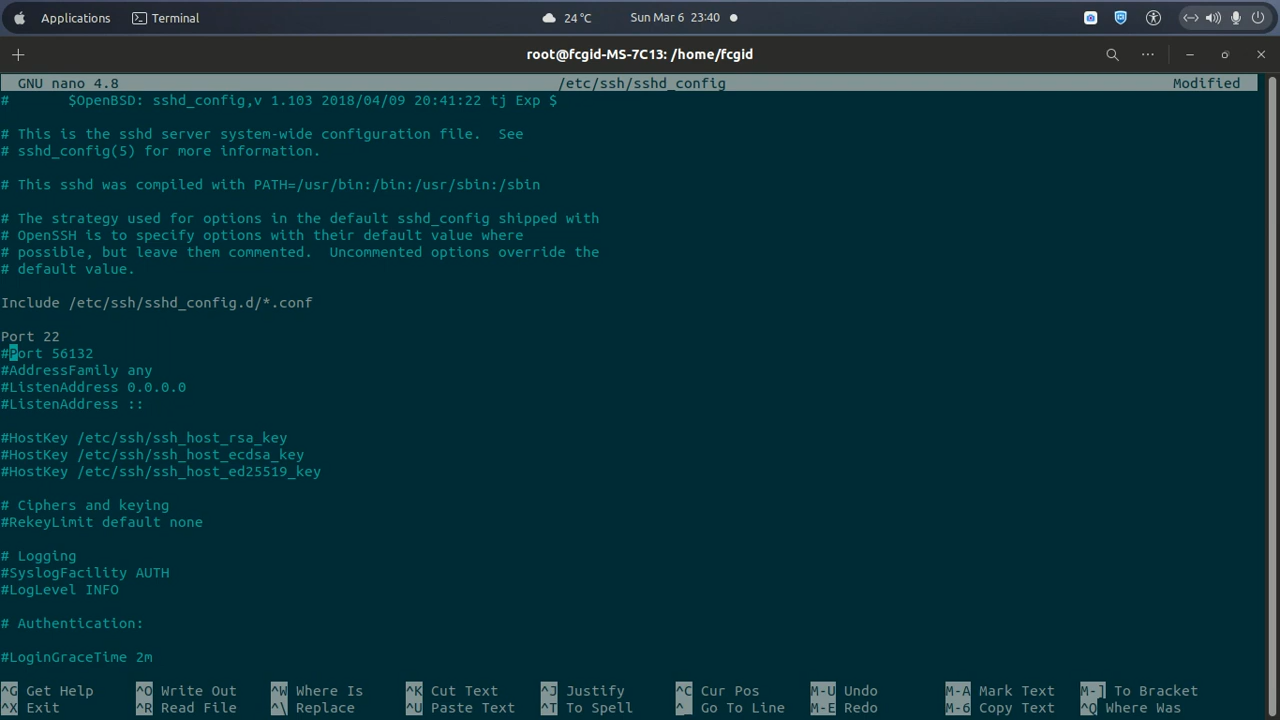 Applications Terminal 24 °C Sun Mar 6 23:40
root@fcgid-MS-7C13: /home/fcgid
GNU nano 4.8 /etc/ssh/sshd_config Modified
# $OpenBSD: sshd_config,v 1.103 2018/04/09 20:41:22 tj Exp $
# This is the sshd server system-wide configuration file. See
# sshd_config(5) for more information.
# This sshd was compiled with PATH=/usr/bin:/bin:/usr/sbin:/sbin
# The strategy used for options in the default sshd_config shipped with
# OpenSSH is to specify options with their default value where
# possible, but leave them commented. Uncommented options override the
# default value.
Include /etc/ssh/sshd_config.d/*.conf
Port 22
#Port 56132
#AddressFamily any
#ListenAddress 0.0.0.0
#ListenAddress ::
#HostKey /etc/ssh/ssh_host_rsa_key
#HostKey /etc/ssh/ssh_host_ecdsa_key
#HostKey /etc/ssh/ssh_host_ed25519_key
# Ciphers and keying
#RekeyLimit default none
# Logging
#SyslogFacility AUTH
#LogLevel INFO
# Authentication:
#LoginGraceTime 2m
^G Get Help ^O Write Out ^W Where Is ^K Cut Text ^J Justify ^C Cur Pos M-U Undo M-A Mark Text M-] To Bracket
^X Exit ^R Read File ^\ Replace ^U Paste Text ^T To Spell ^_ Go To Line M-E Redo M-6 Copy Text ^Q Where Was